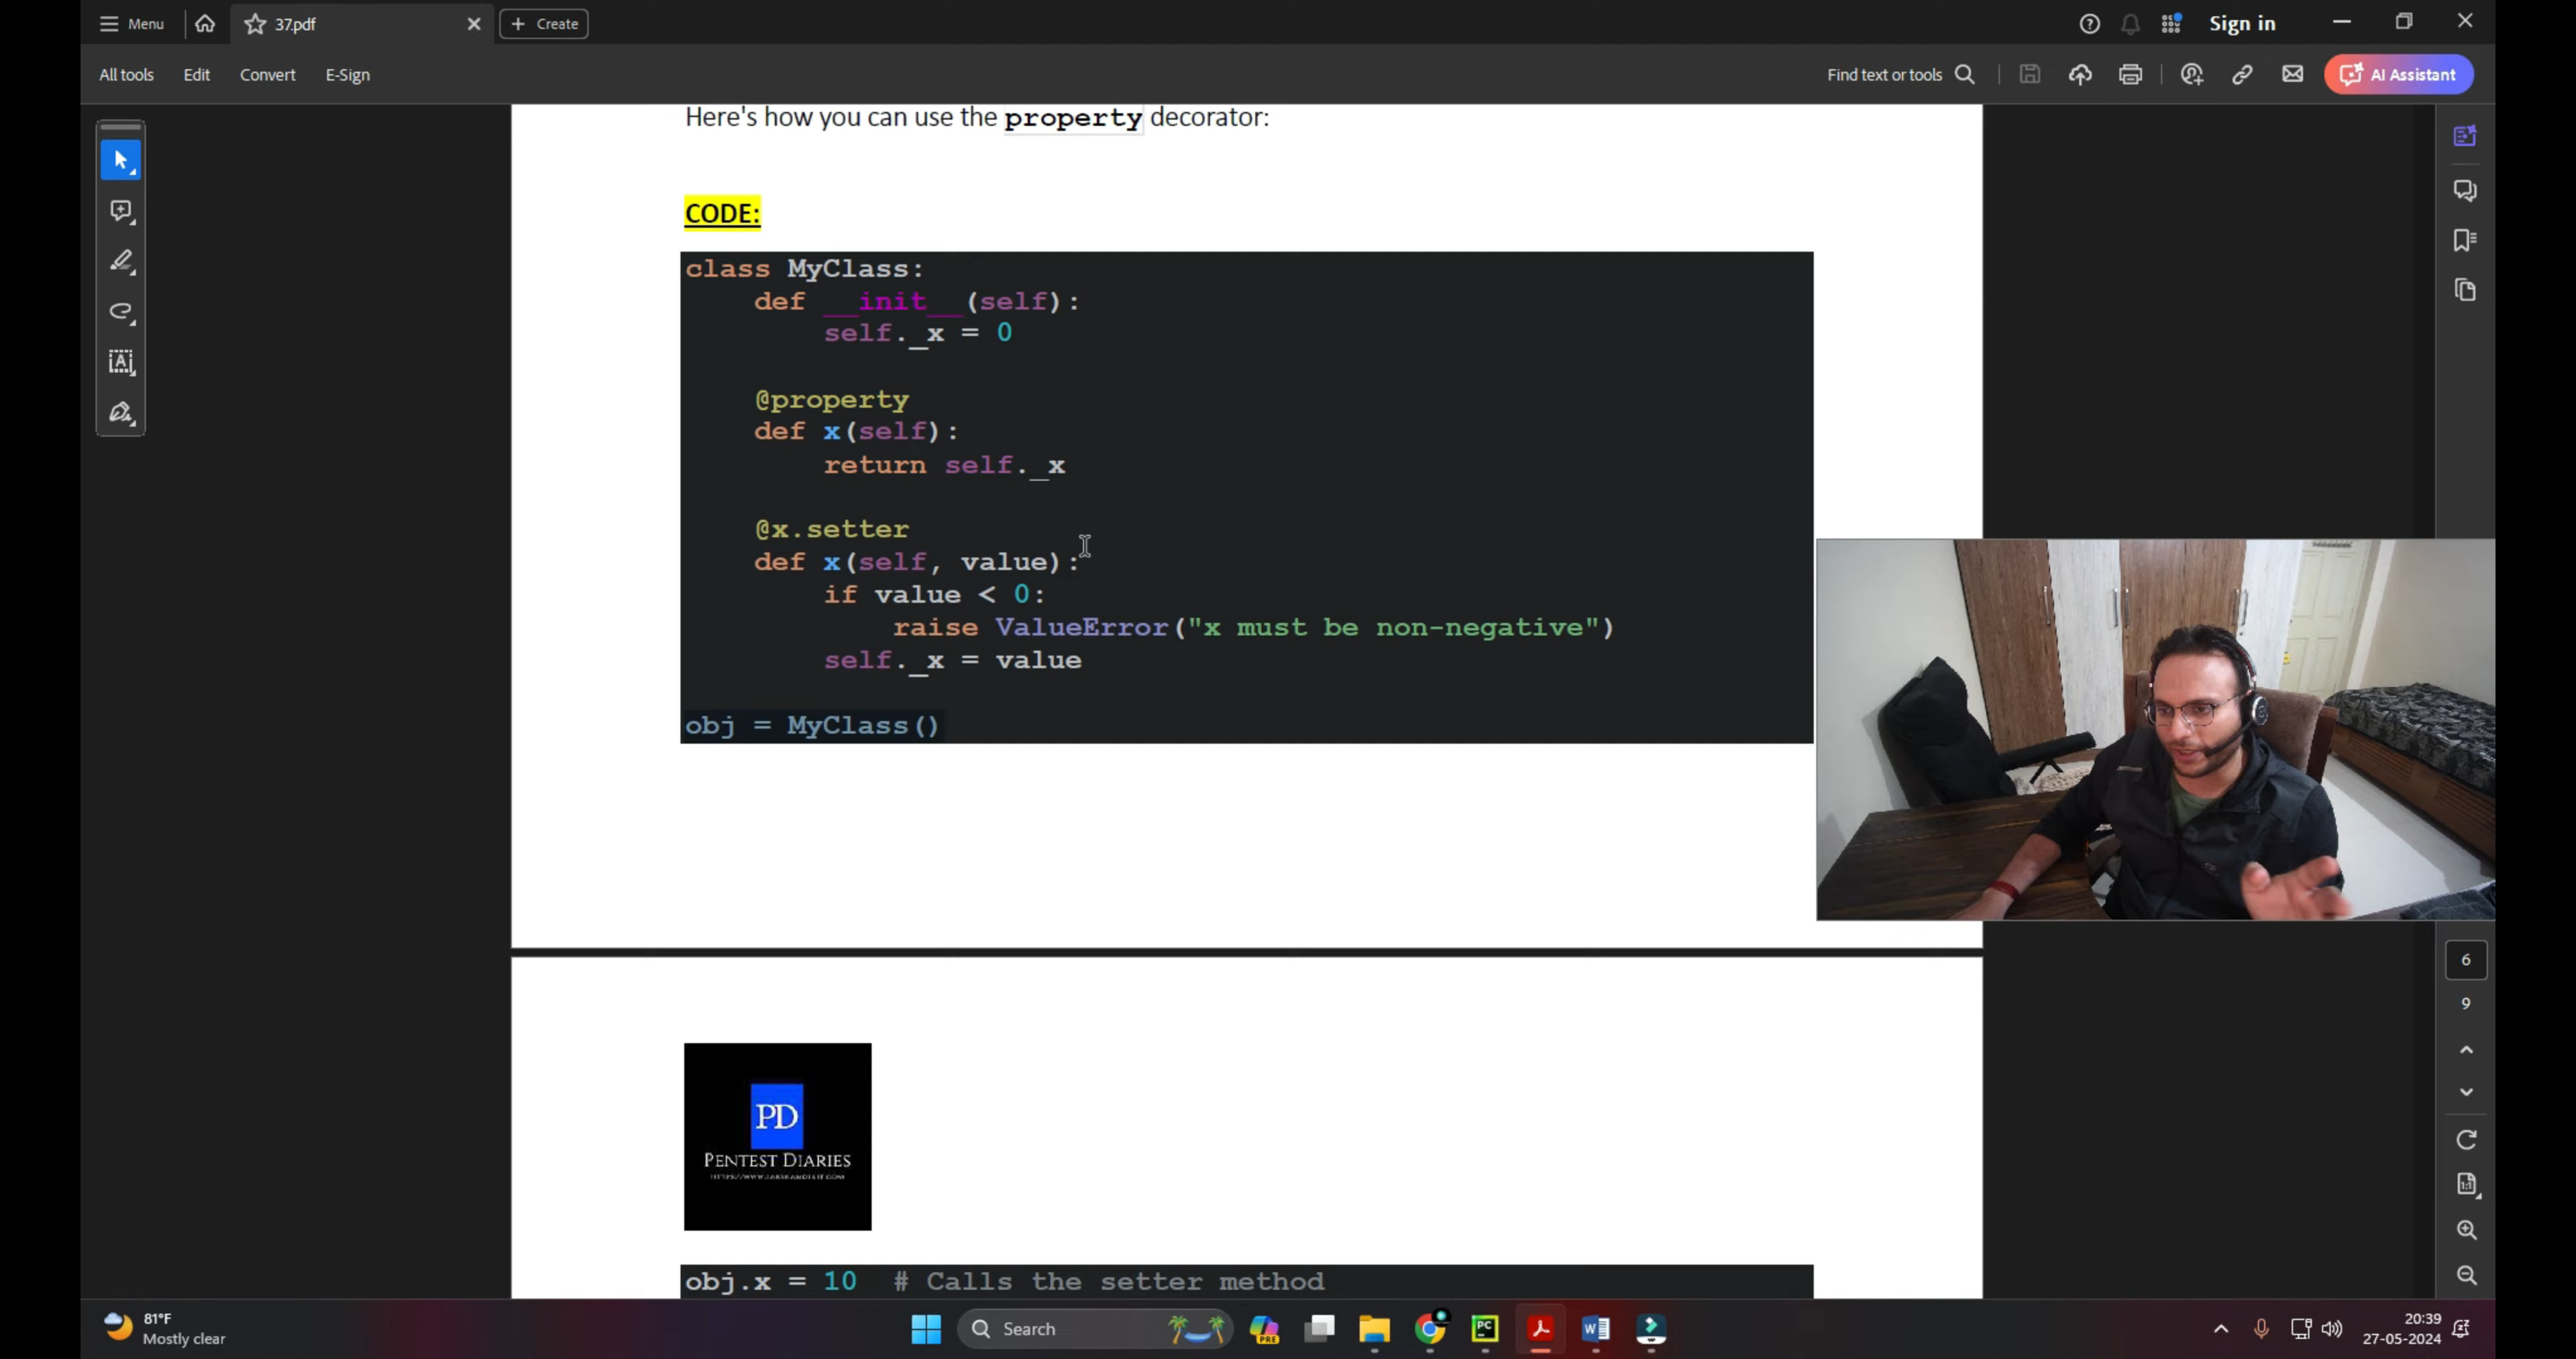 Menu
37.pdf
Create
Sign in
All tools
Edit
Convert
E-Sign
Find text or tools
AI Assistant
Here's how you can use the property decorator:
CODE:
class MyClass:
    def __init__(self):
        self._x = 0
    @property
    def x(self):
        return self._x
    @x.setter
    def x(self, value):
        if value < 0:
            raise ValueError("x must be non-negative")
        self._x = value
obj = MyClass()
6
9
PD
PENTEST DIARIES
obj.x = 10  # Calls the setter method
81°F
Mostly clear
Search
PRE
PC
20:39
27-05-2024